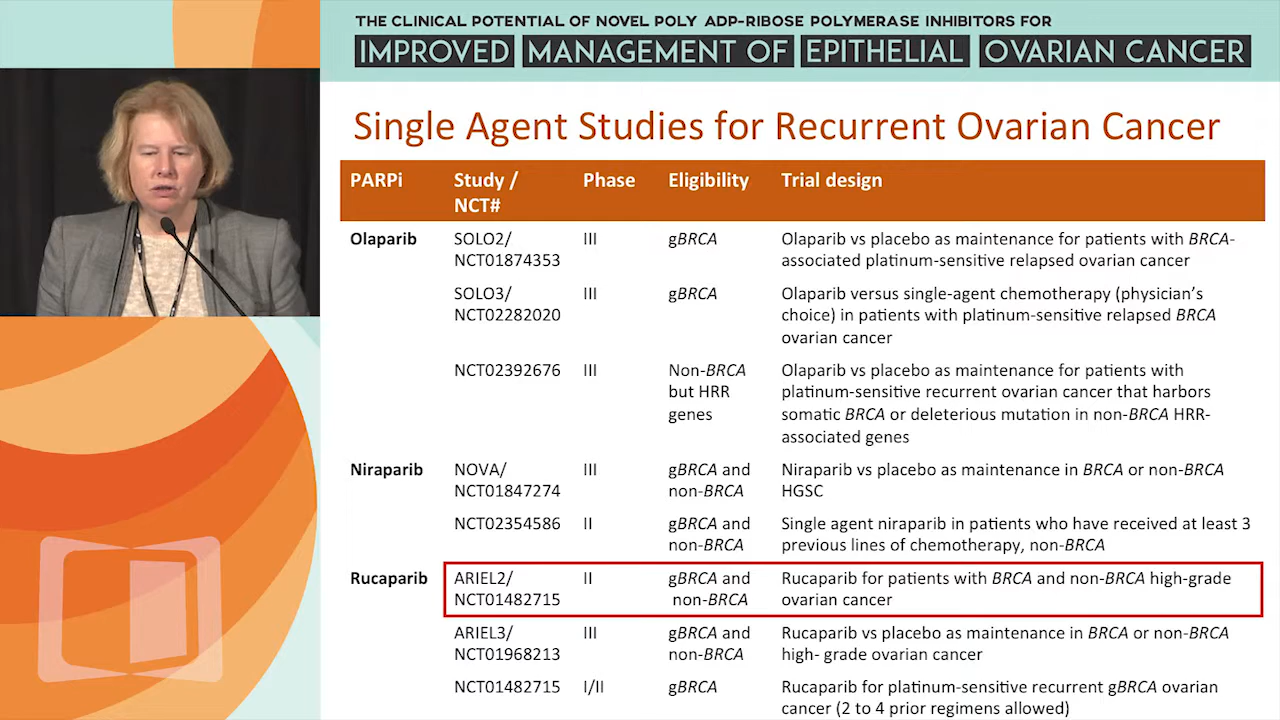 THE CLINICAL POTENTIAL OF NOVEL POLY ADP-RIBOSE POLYMERASE INHIBITORS FOR
IMPROVED MANAGEMENT OF EPITHELIAL OVARIAN CANCER
Single Agent Studies for Recurrent Ovarian Cancer
PARPi Study / Phase Eligibility Trial design
NCT#
Olaparib SOLO2/ III gBRCA Olaparib vs placebo as maintenance for patients with BRCA-
NCT01874353 associated platinum-sensitive relapsed ovarian cancer
SOLO3/ III gBRCA Olaparib versus single-agent chemotherapy (physician's
NCT02282020 choice) in patients with platinum-sensitive relapsed BRCA
ovarian cancer
NCT02392676 III Non-BRCA Olaparib vs placebo as maintenance for patients with
but HRR platinum-sensitive recurrent ovarian cancer that harbors
genes somatic BRCA or deleterious mutation in non-BRCA HRR-
associated genes
Niraparib NOVA/ III gBRCA and Niraparib vs placebo as maintenance in BRCA or non-BRCA
NCT01847274 non-BRCA HGSC
NCT02354586 II gBRCA and Single agent niraparib in patients who have received at least 3
non-BRCA previous lines of chemotherapy, non-BRCA
Rucaparib ARIEL2/ II gBRCA and Rucaparib for patients with BRCA and non-BRCA high-grade
NCT01482715 non-BRCA ovarian cancer
ARIEL3/ III gBRCA and Rucaparib vs placebo as maintenance in BRCA or non-BRCA
NCT01968213 non-BRCA high- grade ovarian cancer
NCT01482715 I/II gBRCA Rucaparib for platinum-sensitive recurrent gBRCA ovarian
cancer (2 to 4 prior regimens allowed)